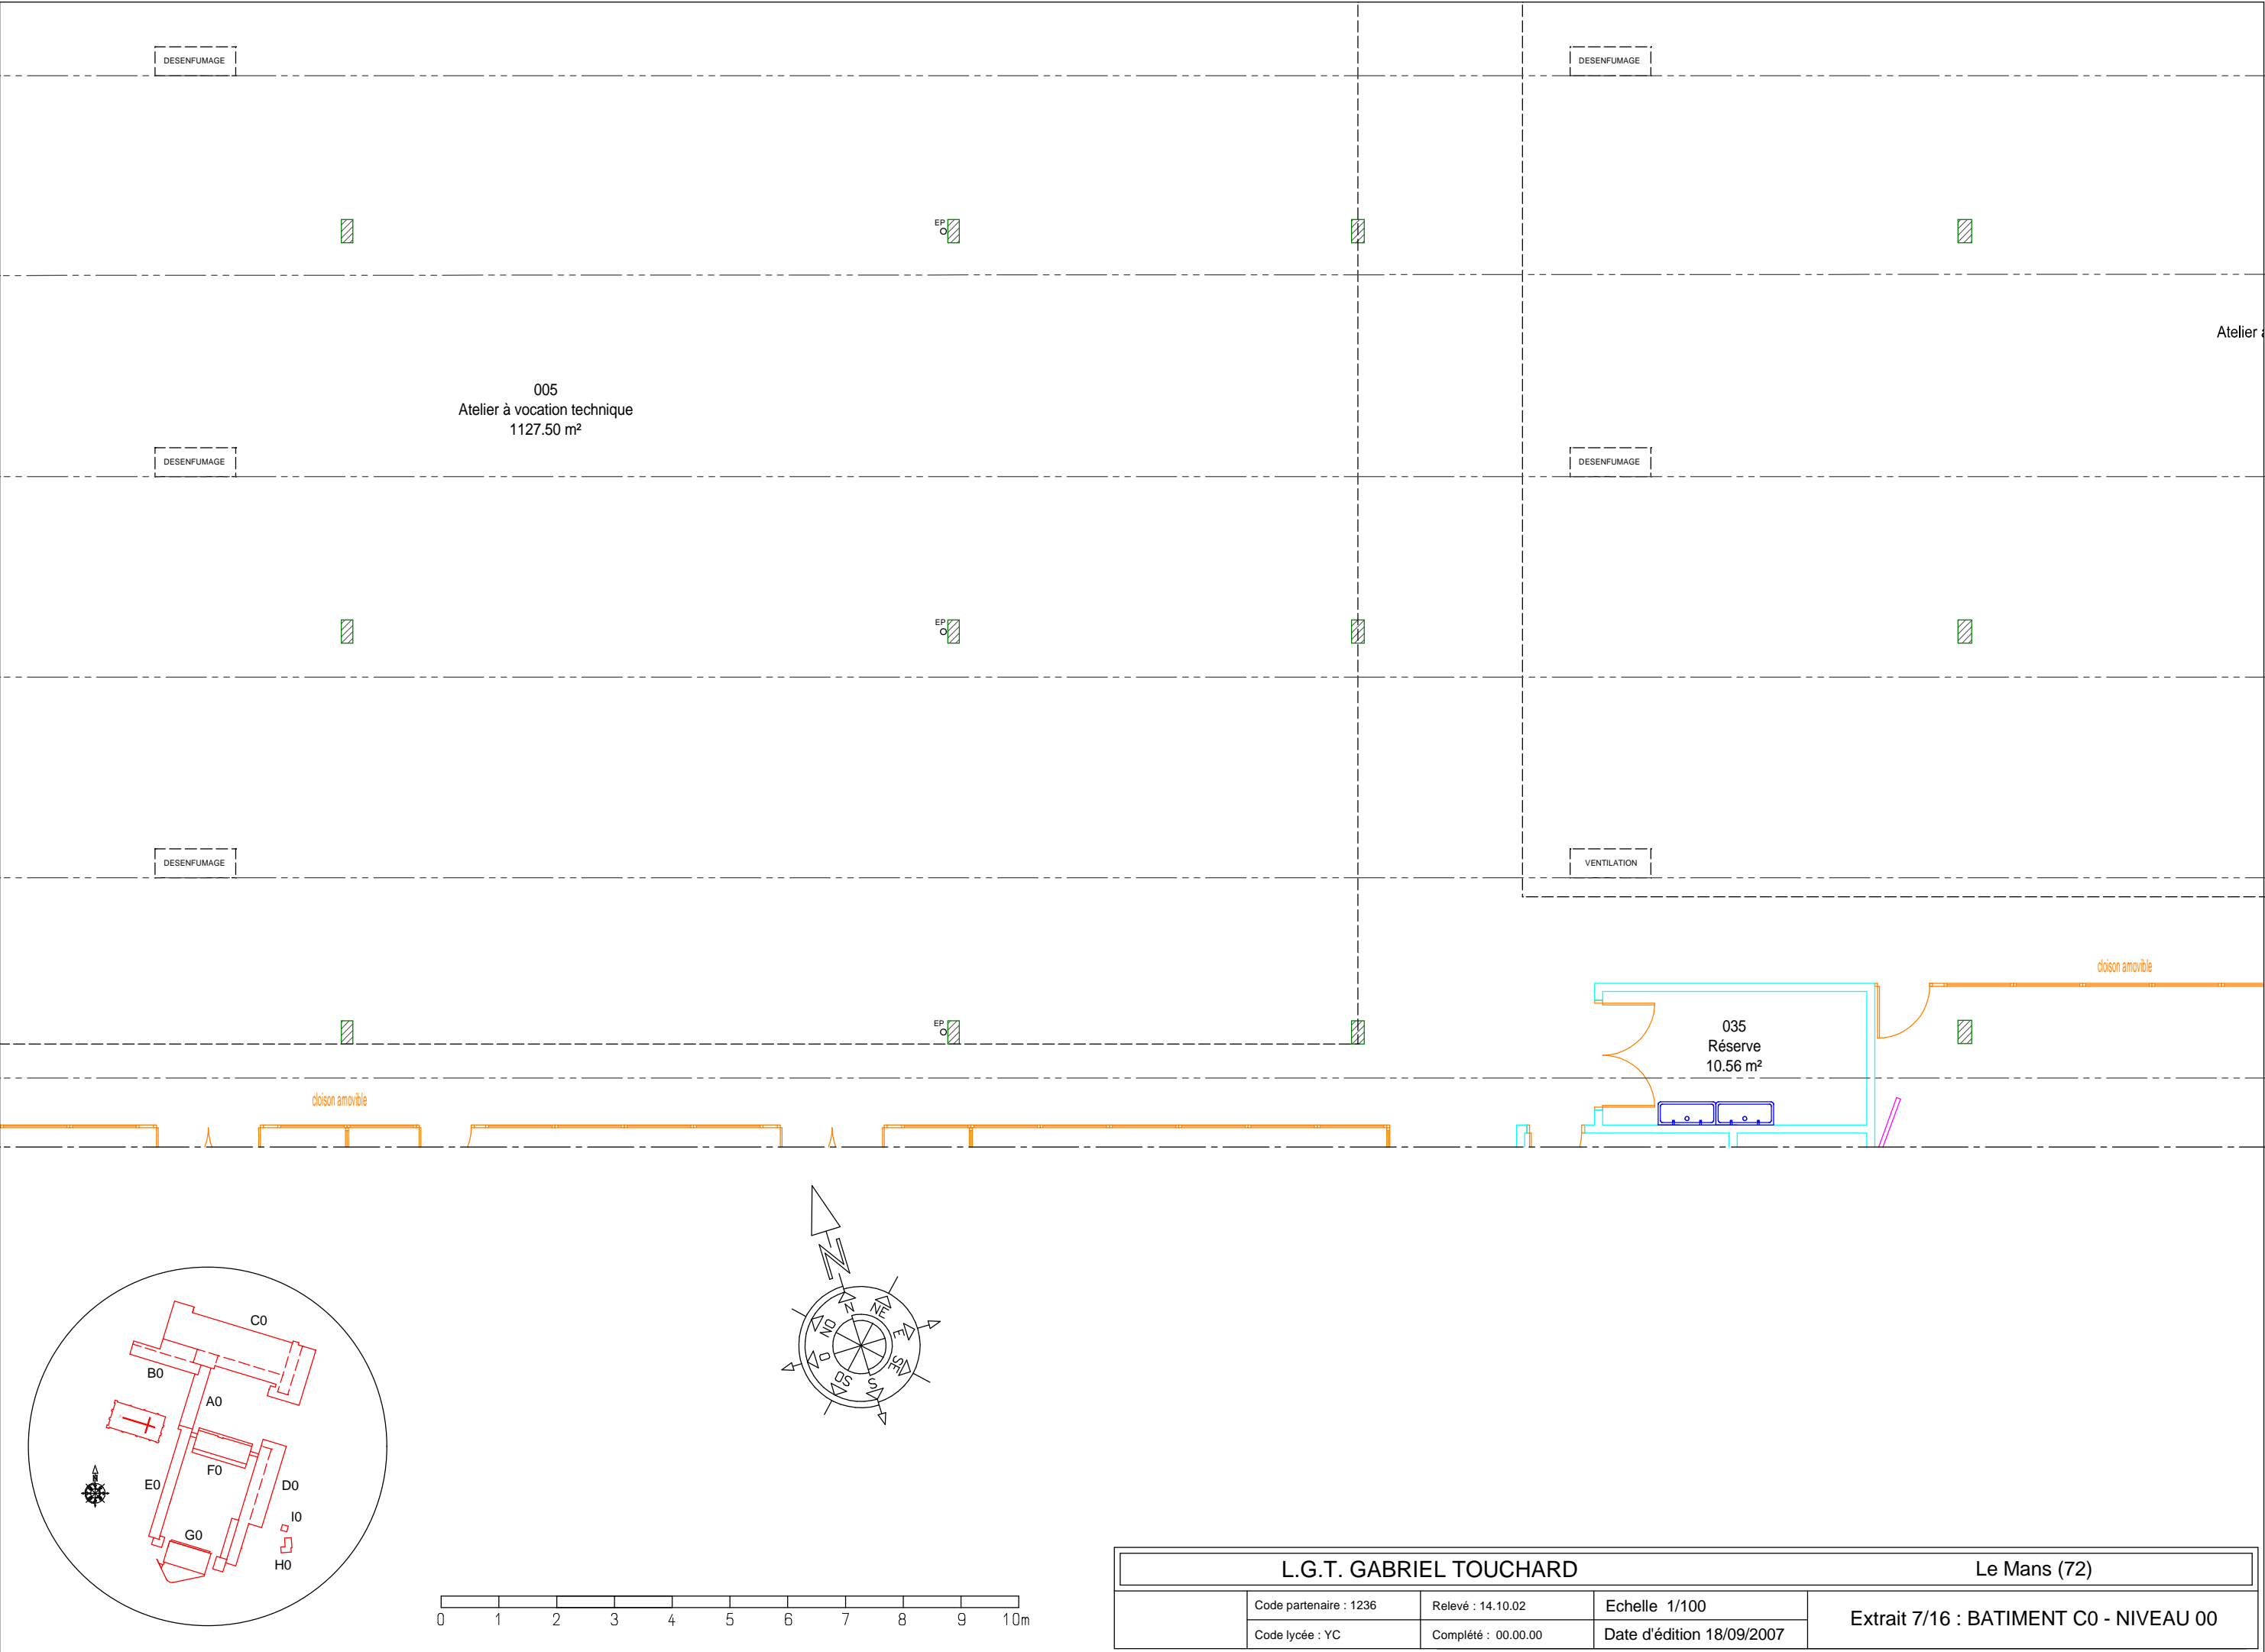 DESENFUMAGE
DESENFUMAGE
EP
Atelier
005
Atelier à vocation technique
1127.50 m²
DESENFUMAGE
DESENFUMAGE
EP
DESENFUMAGE
VENTILATION
cloison amovible
EP
035
Réserve
10.56 m²
cloison amovible
N
N
NE
E
SE
S
SO
O
NO
C0
B0
A0
F0
E0
D0
I0
G0
H0
N
0 1 2 3 4 5 6 7 8 9 10m
L.G.T. GABRIEL TOUCHARD
Le Mans (72)
Code partenaire : 1236
Relevé : 14.10.02
Echelle 1/100
Extrait 7/16 : BATIMENT C0 - NIVEAU 00
Code lycée : YC
Complété : 00.00.00
Date d'édition 18/09/2007